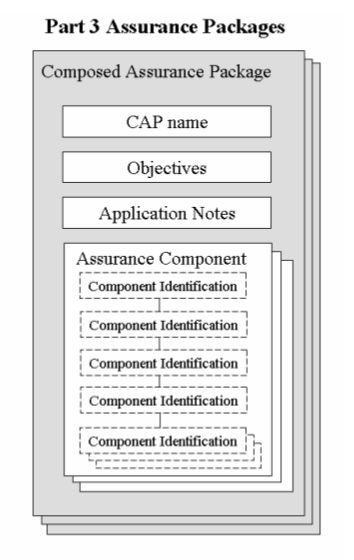 Part 3 Assurance Packages
Composed Assurance Package
CAP name
Objectives
Application Notes
Assurance Component
Component Identification
Component Identification
Component Identification
Component Identification
Component Identification